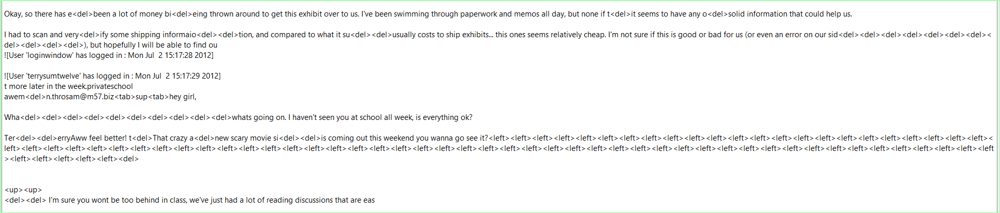 Okay, so there has e<del>been a lot of money bi<del>eing thrown around to get this exhibit over to us. I've been swimming through paperwork and memos all day, but none if t<del>it seems to have any o<del>solid information that could help us.
I had to scan and very<del>ify some shipping informaio<del><del>tion, and compared to what it su<del><del>usually costs to ship exhibits... this ones seems relatively cheap. I'm not sure if this is good or bad for us (or even an error on our sid<del><del><del><del><del><del><del><
del><del><del><del>), but hopefully I will be able to find ou
![User 'loginwindow' has logged in : Mon Jul  2 15:17:28 2012]
![User 'terrysumtwelve' has logged in : Mon Jul  2 15:17:29 2012]
t more later in the week.privateschool
awem<del>n.throsam@m57.biz<tab>sup<tab>hey girl,
Wha<del><del><del><del><del><del><del><del><del><del>whats going on. I haven't seen you at school all week, is everything ok?
Ter<del><del>erryAww feel better! t<del>That crazy a<del>new scary movie si<del><del>is coming out this weekend you wanna go see it?<left><left><left><left><left><left><left><left><left><left><left><left><left><left><left><left><left><left><left><left><left><left><left><
left><left><left><left><left><left><left><left><left><left><left><left><left><left><left><left><left><left><left><left><left><left><left><left><left><left><left><left><left><left><left><left><left><left><left><left><left><left><left><left><left><left
><left><left><left><left><left><del>
<up><up>
<del><del> I'm sure you wont be too behind in class, we've just had a lot of reading discussions that are eas